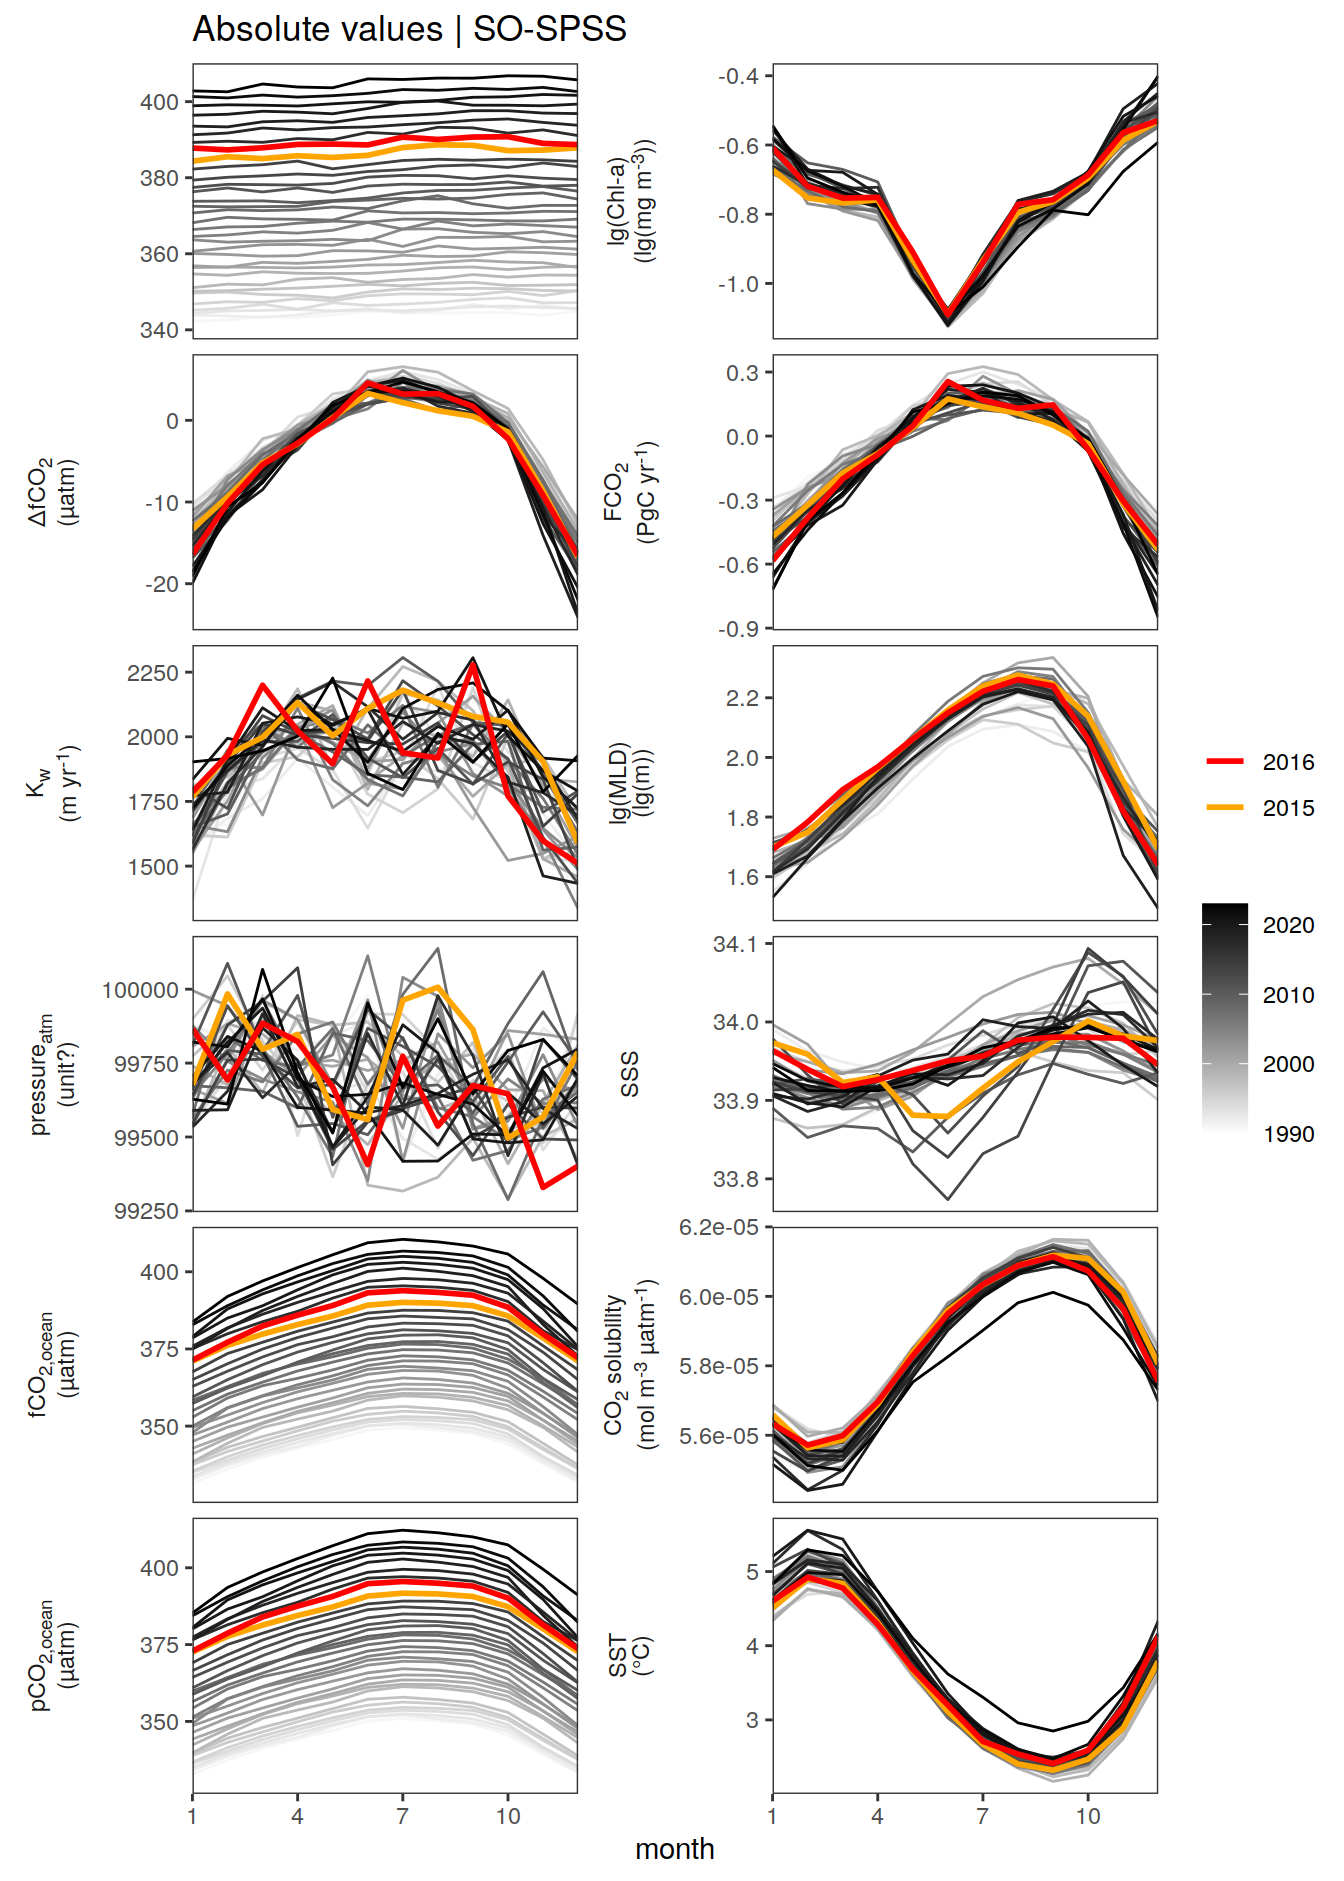 Absolute values | SO-SPSS
400
380
360
340
lg(Chl-a)
(lg(mg m-3))
-0.4
-0.6
-0.8
-1.0
ΔfCO2
(µatm)
0
-10
-20
FCO2
(PgC yr-1)
0.3
0.0
-0.3
-0.6
-0.9
Kw
(m yr-1)
2250
2000
1750
1500
lg(MLD)
(lg(m))
2.2
2.0
1.8
1.6
pressureatm
(unit?)
100000
99750
99500
99250
SSS
34.1
34.0
33.9
33.8
fCO2,ocean
(µatm)
400
375
350
CO2 solubility
(mol m-3 µatm-1)
6.2e-05
6.0e-05
5.8e-05
5.6e-05
pCO2,ocean
(µatm)
400
375
350
SST
(°C)
5
4
3
1
4
7
10
1
4
7
10
month
2016
2015
2020
2010
2000
1990